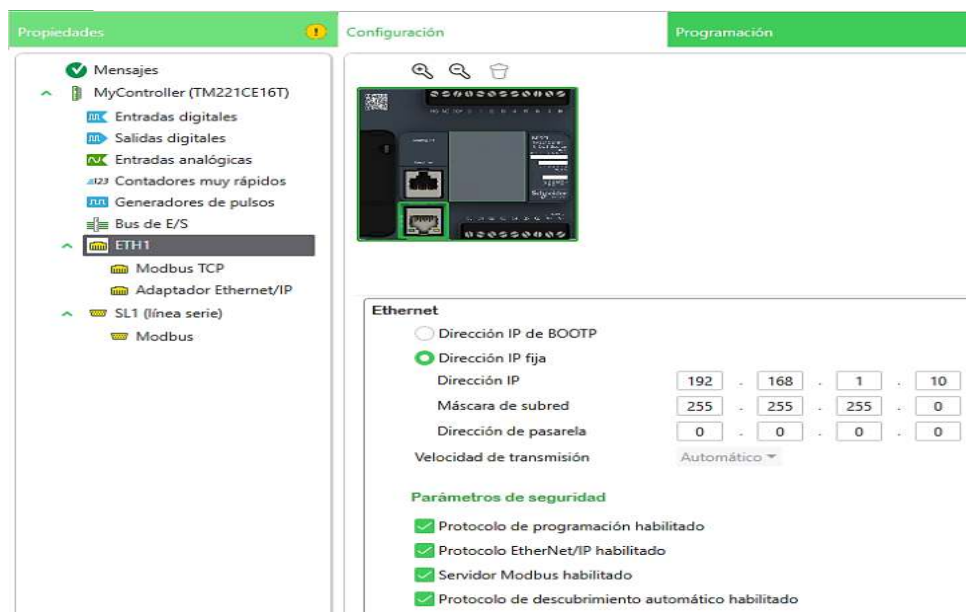 Propiedades
Configuración
Programación
Mensajes
MyController (TM221CE16T)
Entradas digitales
Salidas digitales
Entradas analógicas
Contadores muy rápidos
Generadores de pulsos
Bus de E/S
ETH1
Modbus TCP
Adaptador Ethernet/IP
SL1 (línea serie)
Modbus
Ethernet
Dirección IP de BOOTP
Dirección IP fija
Dirección IP 192 . 168 . 1 . 10
Máscara de subred 255 . 255 . 255 . 0
Dirección de pasarela 0 . 0 . 0 . 0
Velocidad de transmisión Automático
Parámetros de seguridad
Protocolo de programación habilitado
Protocolo EtherNet/IP habilitado
Servidor Modbus habilitado
Protocolo de descubrimiento automático habilitado